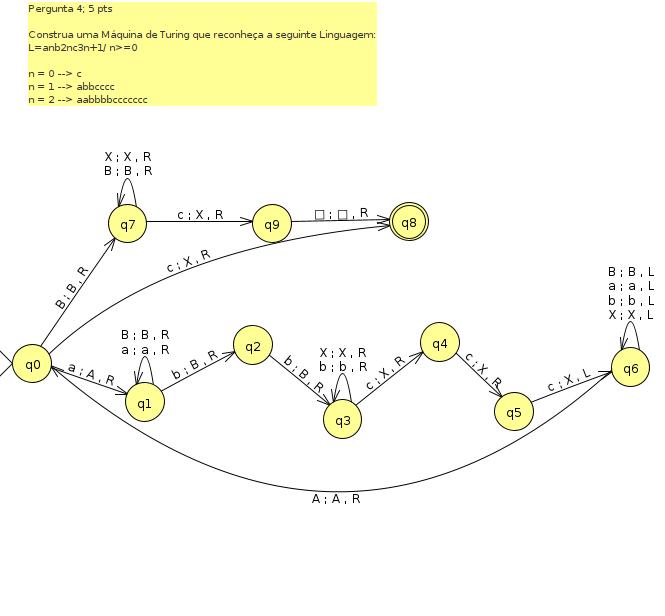 Pergunta 4; 5 pts
Construa uma Máquina de Turing que reconheça a seguinte Linguagem:
L=anb2nc3n+1/ n>=0
n = 0 --> c
n = 1 --> abbcccc
n = 2 --> aabbbbccccccc
X ; X , R
B ; B , R
q7
c ; X , R
q9
□ ; □ , R
q8
B ; B , R
c ; X , R
B ; B , L
a ; a , L
b ; b , L
X ; X , L
q6
q0
a ; A , R
B ; B , R
a ; a , R
q1
b ; B , R
q2
b ; B , R
X ; X , R
b ; b , R
q3
c ; X , R
q4
c ; X , R
q5
c ; X , L
A ; A , R